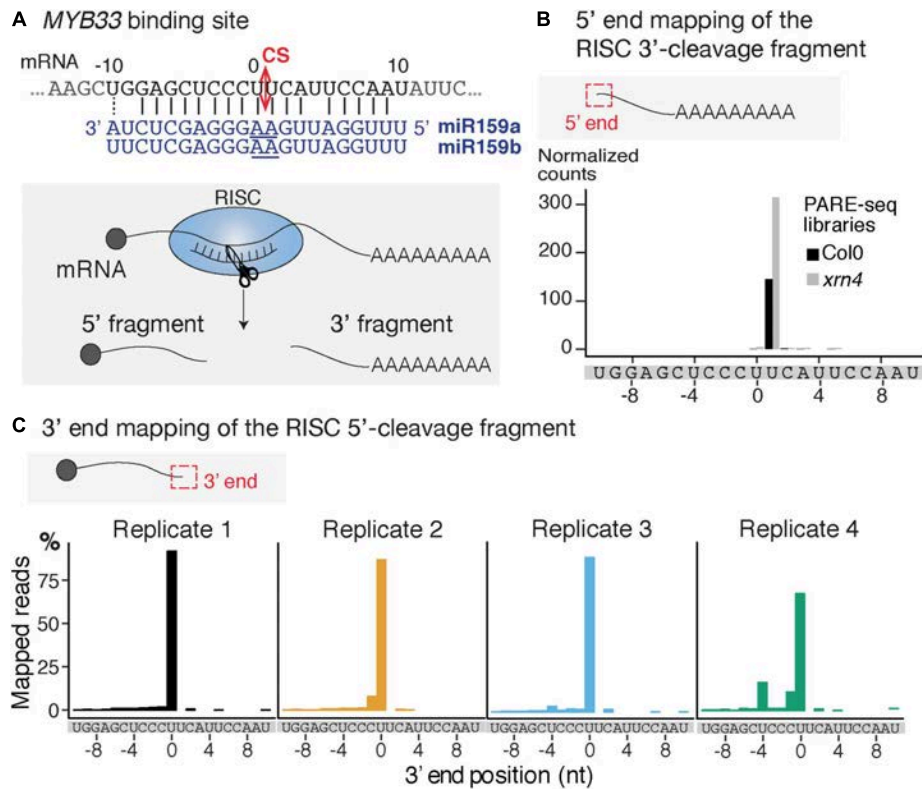 A MYB33 binding site
mRNA -10 0 CS 10
... AAGCUGGAGCUCCCUUCAUUCCAAUAUUC...
3' AUCUCGAGGGAAGUUAGGUUU 5' miR159a
UUCUCGAGGGAAGUUAGGUUU miR159b
RISC
mRNA
AAAAAAAAA
5' fragment
3' fragment
AAAAAAAAA
B 5' end mapping of the
RISC 3'-cleavage fragment
AAAAAAAAA
5' end
Normalized
counts
300
200
100
0
PARE-seq
libraries
Col0
xrn4
UGGAGCUCCCUUCAUUCCAAU
-8 -4 0 4 8
C 3' end mapping of the RISC 5'-cleavage fragment
3' end
% Replicate 1 Replicate 2 Replicate 3 Replicate 4
Mapped reads
75
50
25
0
UGGAGCUCCCUUCAUUCCAAU UGGAGCUCCCUUCAUUCCAAU UGGAGCUCCCUUCAUUCCAAU UGGAGCUCCCUUCAUUCCAAU
-8 -4 0 4 8 -8 -4 0 4 8 -8 -4 0 4 8 -8 -4 0 4 8
3' end position (nt)